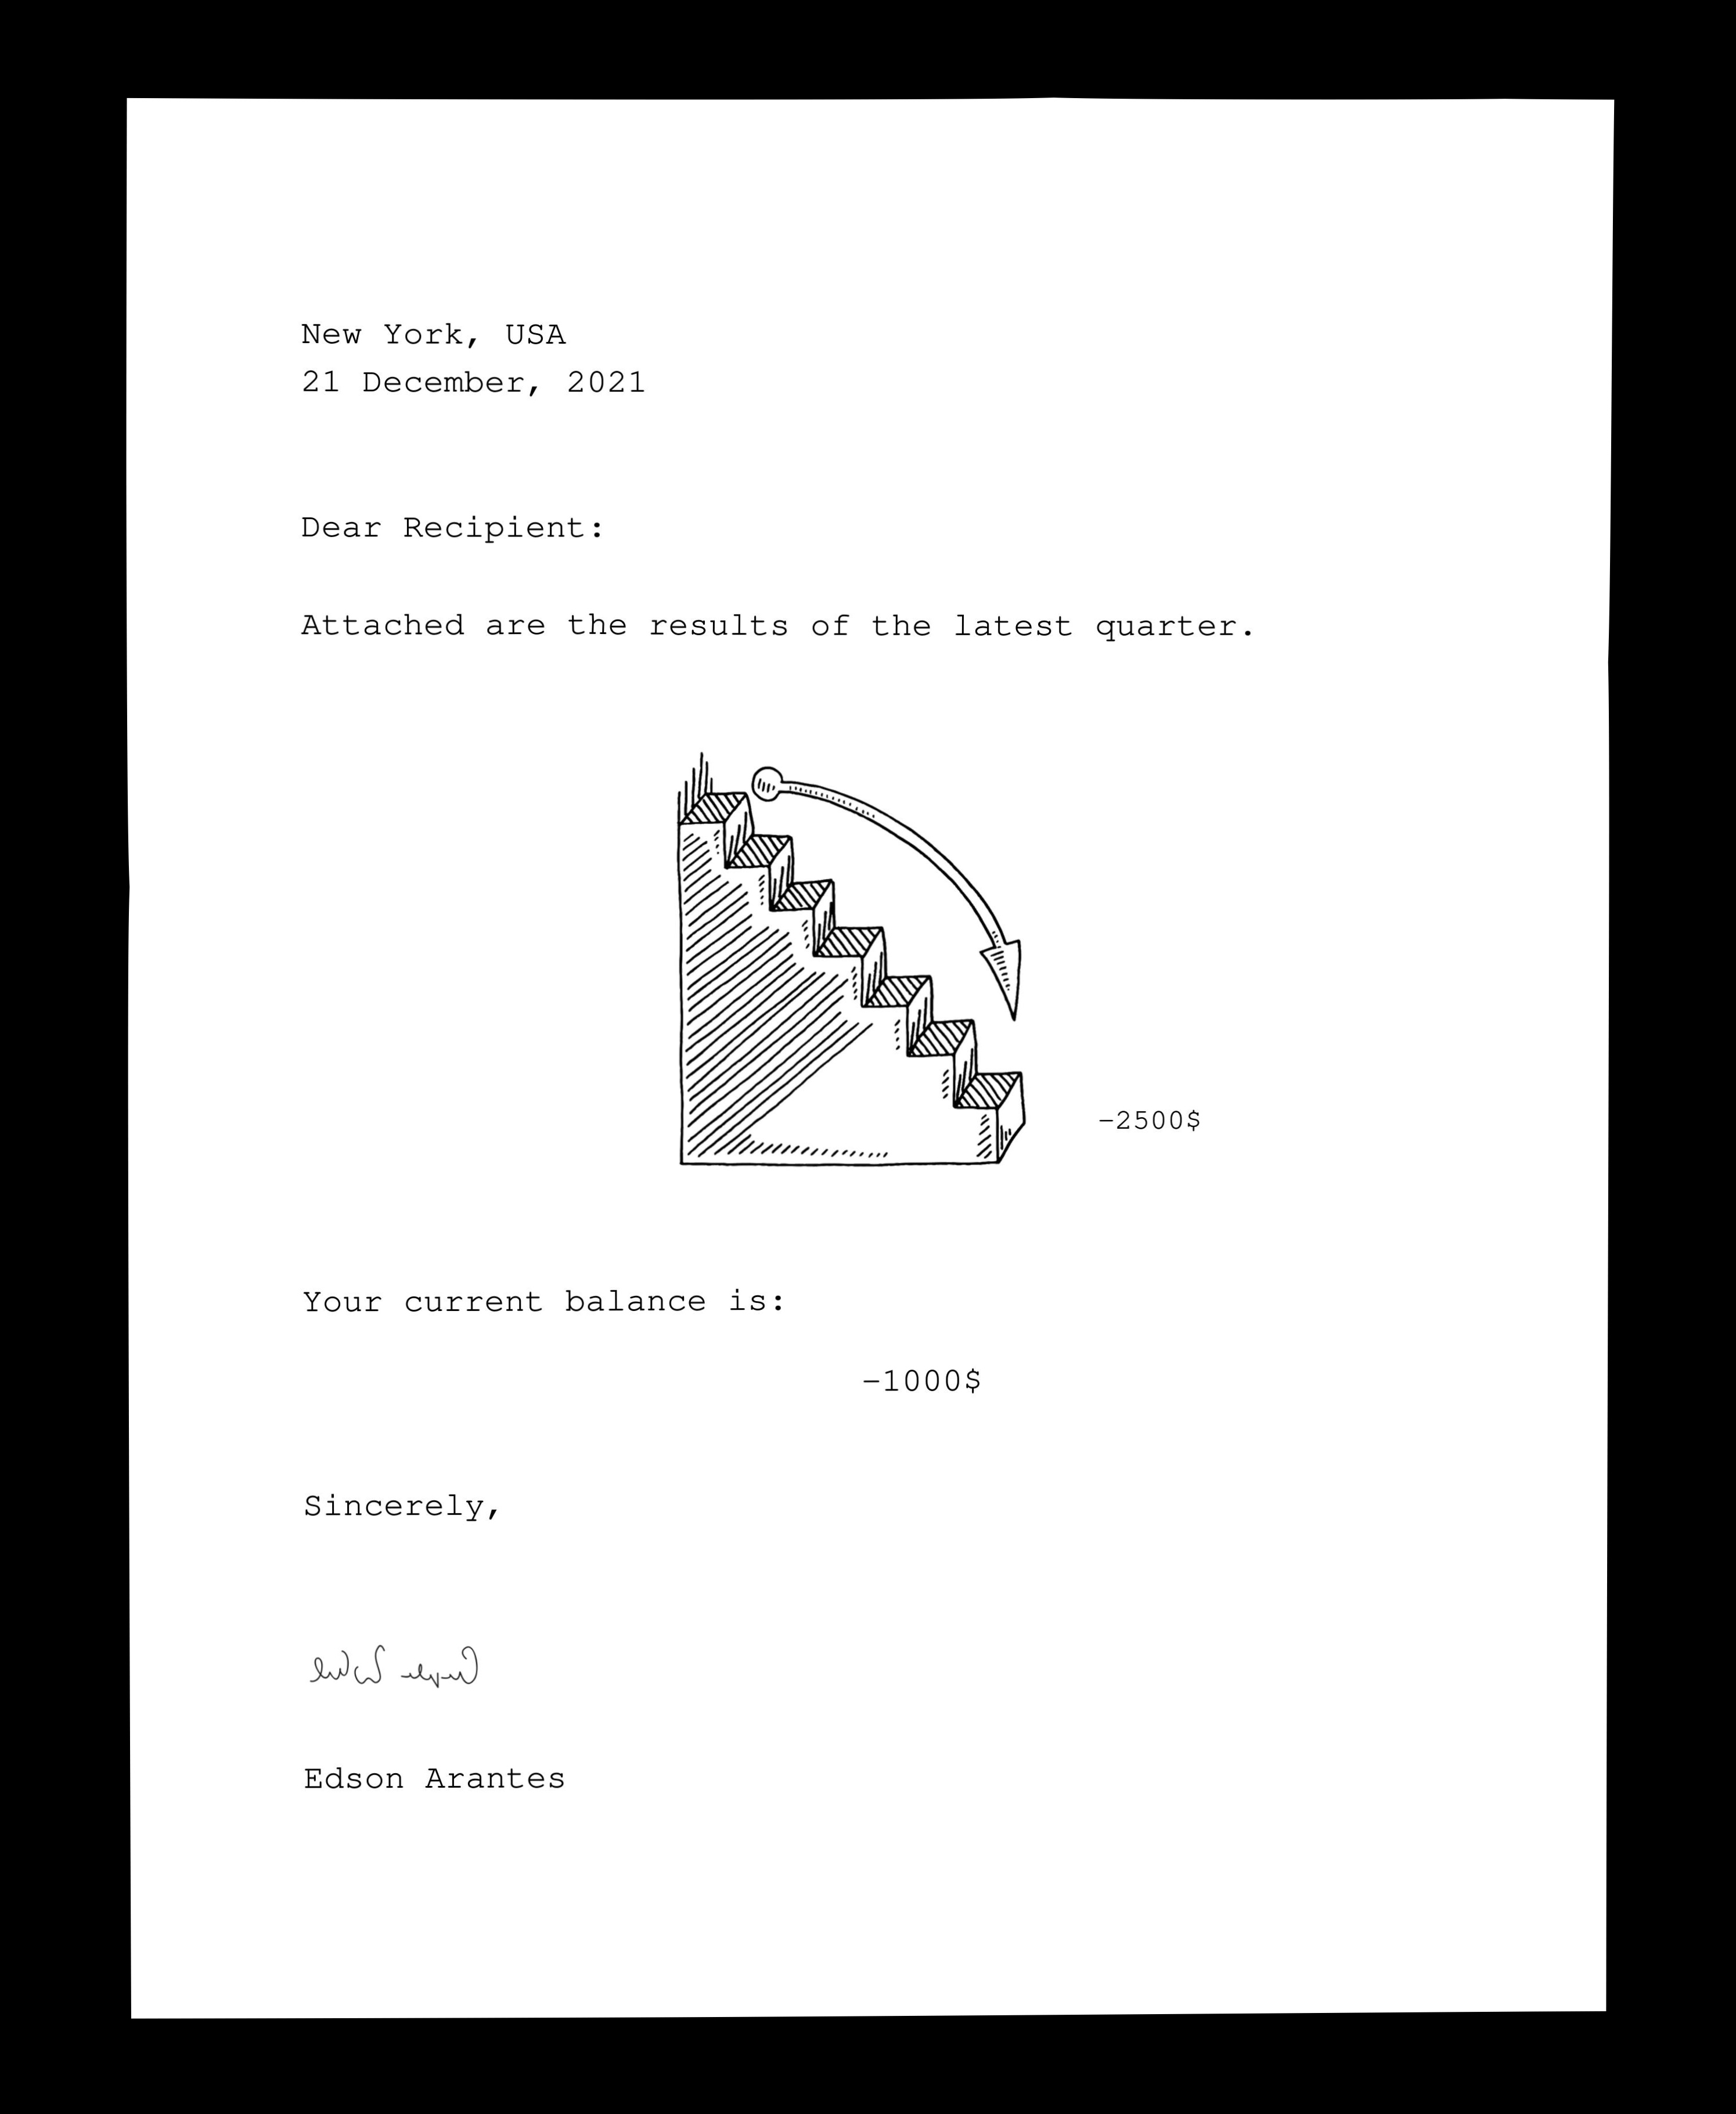 New York, USA
21 December, 2021
Dear Recipient:
Attached are the results of the latest quarter.
-2500$
Your current balance is:
-1000$
Sincerely,
Edson Arantes